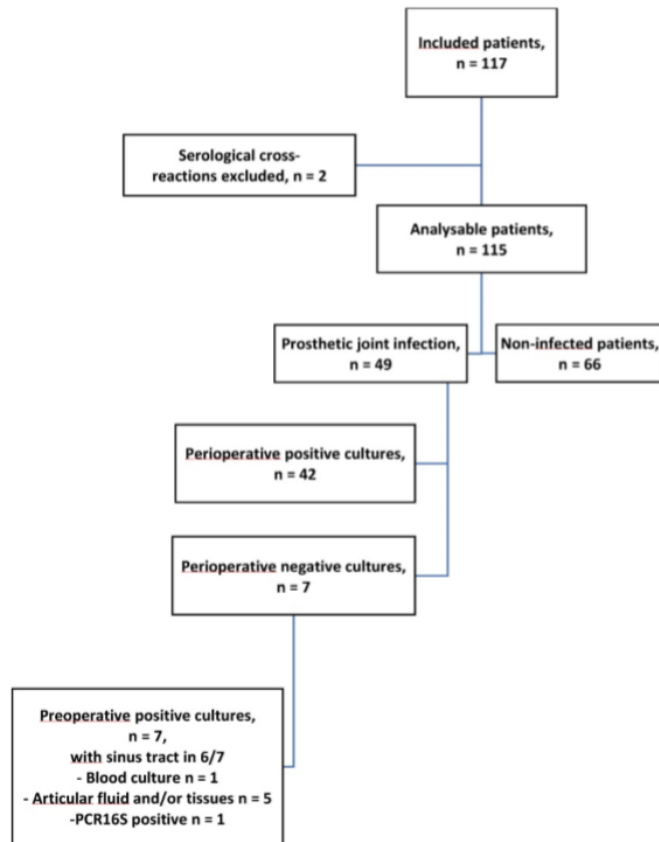 Included patients,
n = 117
Serological cross-
reactions excluded, n = 2
Analysable patients,
n = 115
Prosthetic joint infection,
n = 49
Non-infected patients,
n = 66
Perioperative positive cultures,
n = 42
Perioperative negative cultures,
n = 7
Preoperative positive cultures,
n = 7,
with sinus tract in 6/7
- Blood culture n = 1
- Articular fluid and/or tissues n = 5
-PCR16S positive n = 1